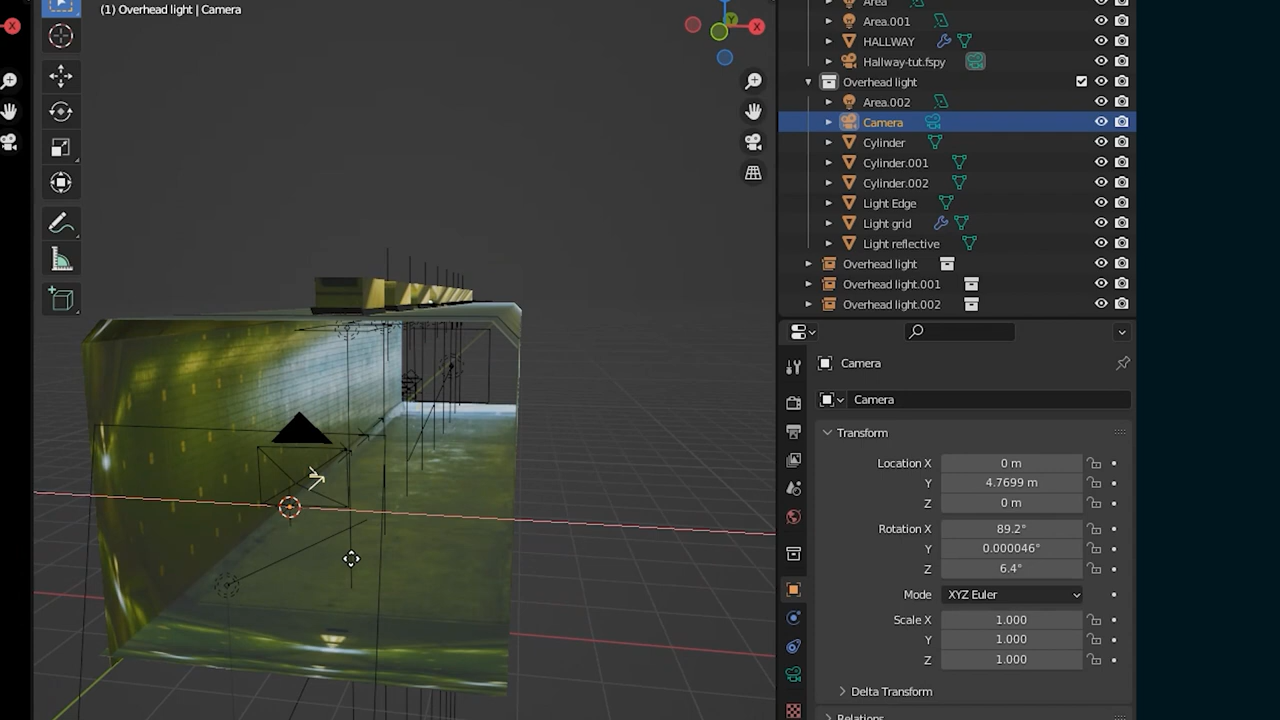 (1) Overhead light | Camera
X
Y
X
Area
Area.001
HALLWAY
Hallway-tut.fspy
Overhead light
Area.002
Camera
Cylinder
Cylinder.001
Cylinder.002
Light Edge
Light grid
Light reflective
Overhead light
Overhead light.001
Overhead light.002
Camera
Camera
Transform
Location X 0 m
Y 4.7699 m
Z 0 m
Rotation X 89.2°
Y 0.000046°
Z 6.4°
Mode XYZ Euler
Scale X 1.000
Y 1.000
Z 1.000
Delta Transform
Relations